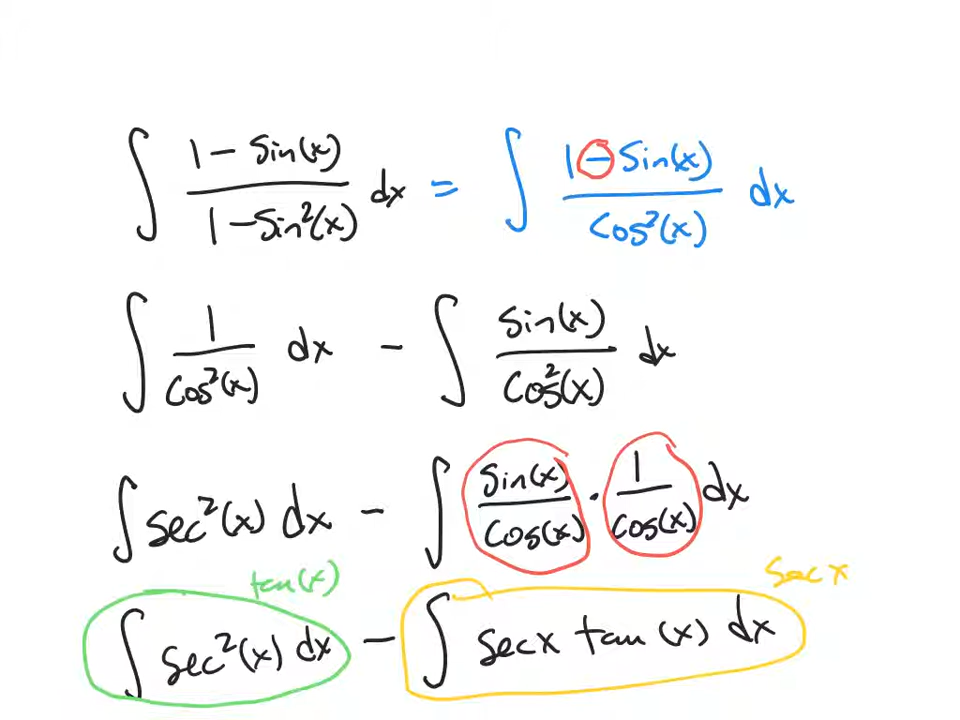 ∫ (1 − sin(x))/(1 − sin²(x)) dx = ∫ (1 − sin(x))/(cos²(x)) dx
∫ 1/(cos²(x)) dx − ∫ sin(x)/(cos²(x)) dx
∫ sec²(x) dx − ∫ sin(x)/cos(x) · 1/cos(x) dx
tan(x) sec x
∫ sec²(x) dx − ∫ sec x tan(x) dx